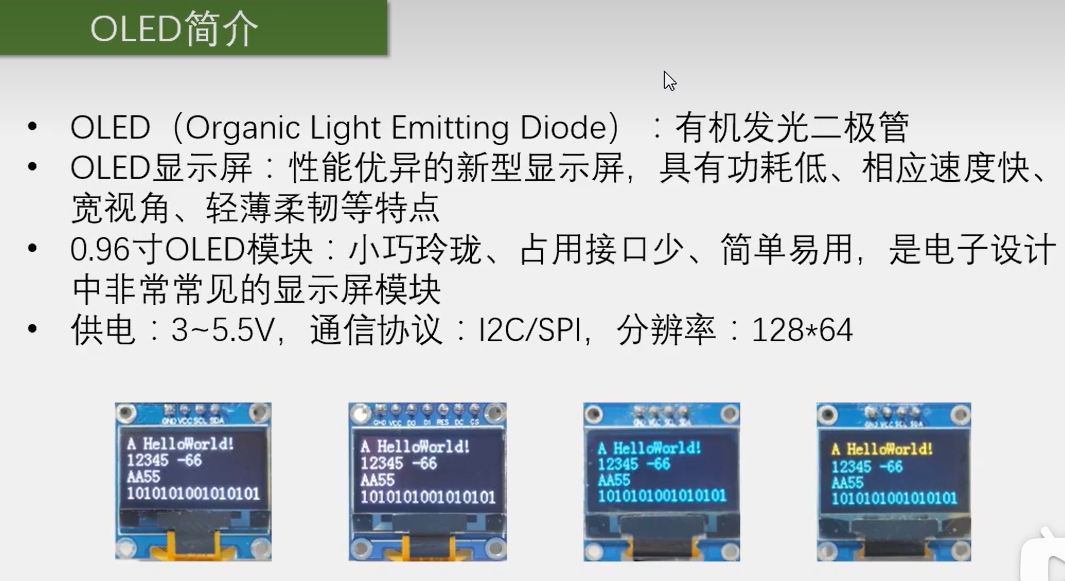 OLED简介
• OLED（Organic Light Emitting Diode）：有机发光二极管
• OLED显示屏：性能优异的新型显示屏，具有功耗低、相应速度快、
宽视角、轻薄柔韧等特点
• 0.96寸OLED模块：小巧玲珑、占用接口少、简单易用，是电子设计
中非常常见的显示屏模块
• 供电：3~5.5V，通信协议：I2C/SPI，分辨率：128*64
GND VCC SCL SDA
A HelloWorld!
12345 -66
AA55
1010101001010101
GND VCC D0 D1 RES DC CS
A HelloWorld!
12345 -66
AA55
1010101001010101
GND VCC SCL SDA
A HelloWorld!
12345 -66
AA55
1010101001010101
GND VCC SCL SDA
A HelloWorld!
12345 -66
AA55
1010101001010101